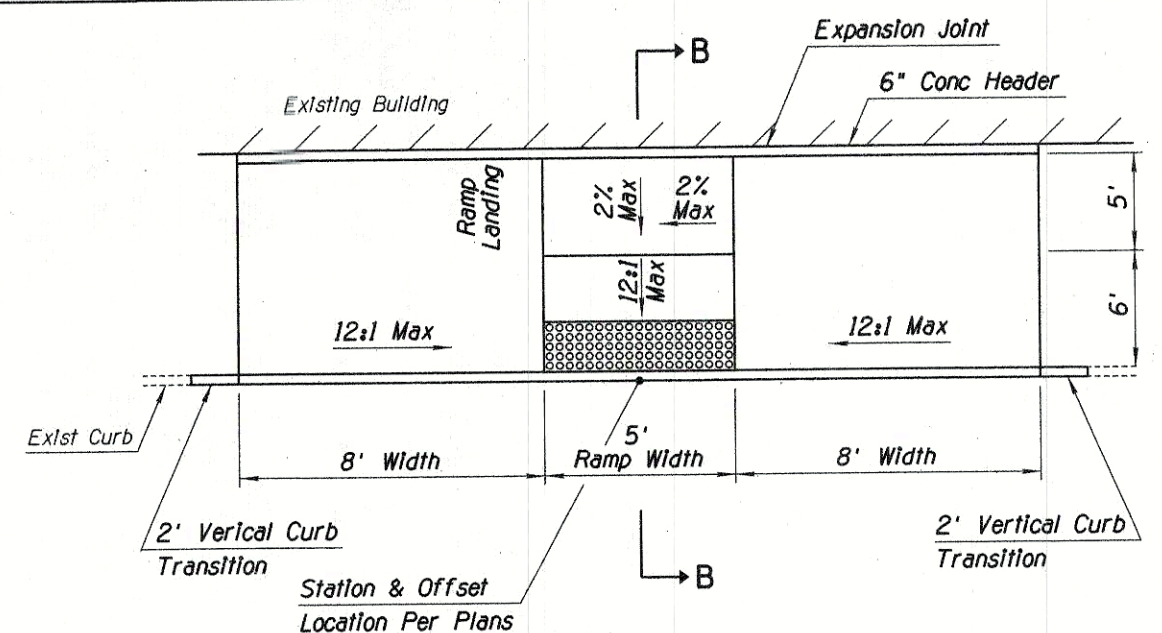 Expansion Joint
B
6" Conc Header
Existing Building
Ramp
Landing
2%
Max
2%
Max
5'
12:1
Max
6'
12:1 Max
12:1 Max
Exist Curb
8' Width
5'
Ramp Width
8' Width
2' Verical Curb
Transition
2' Vertical Curb
Transition
B
Station & Offset
Location Per Plans